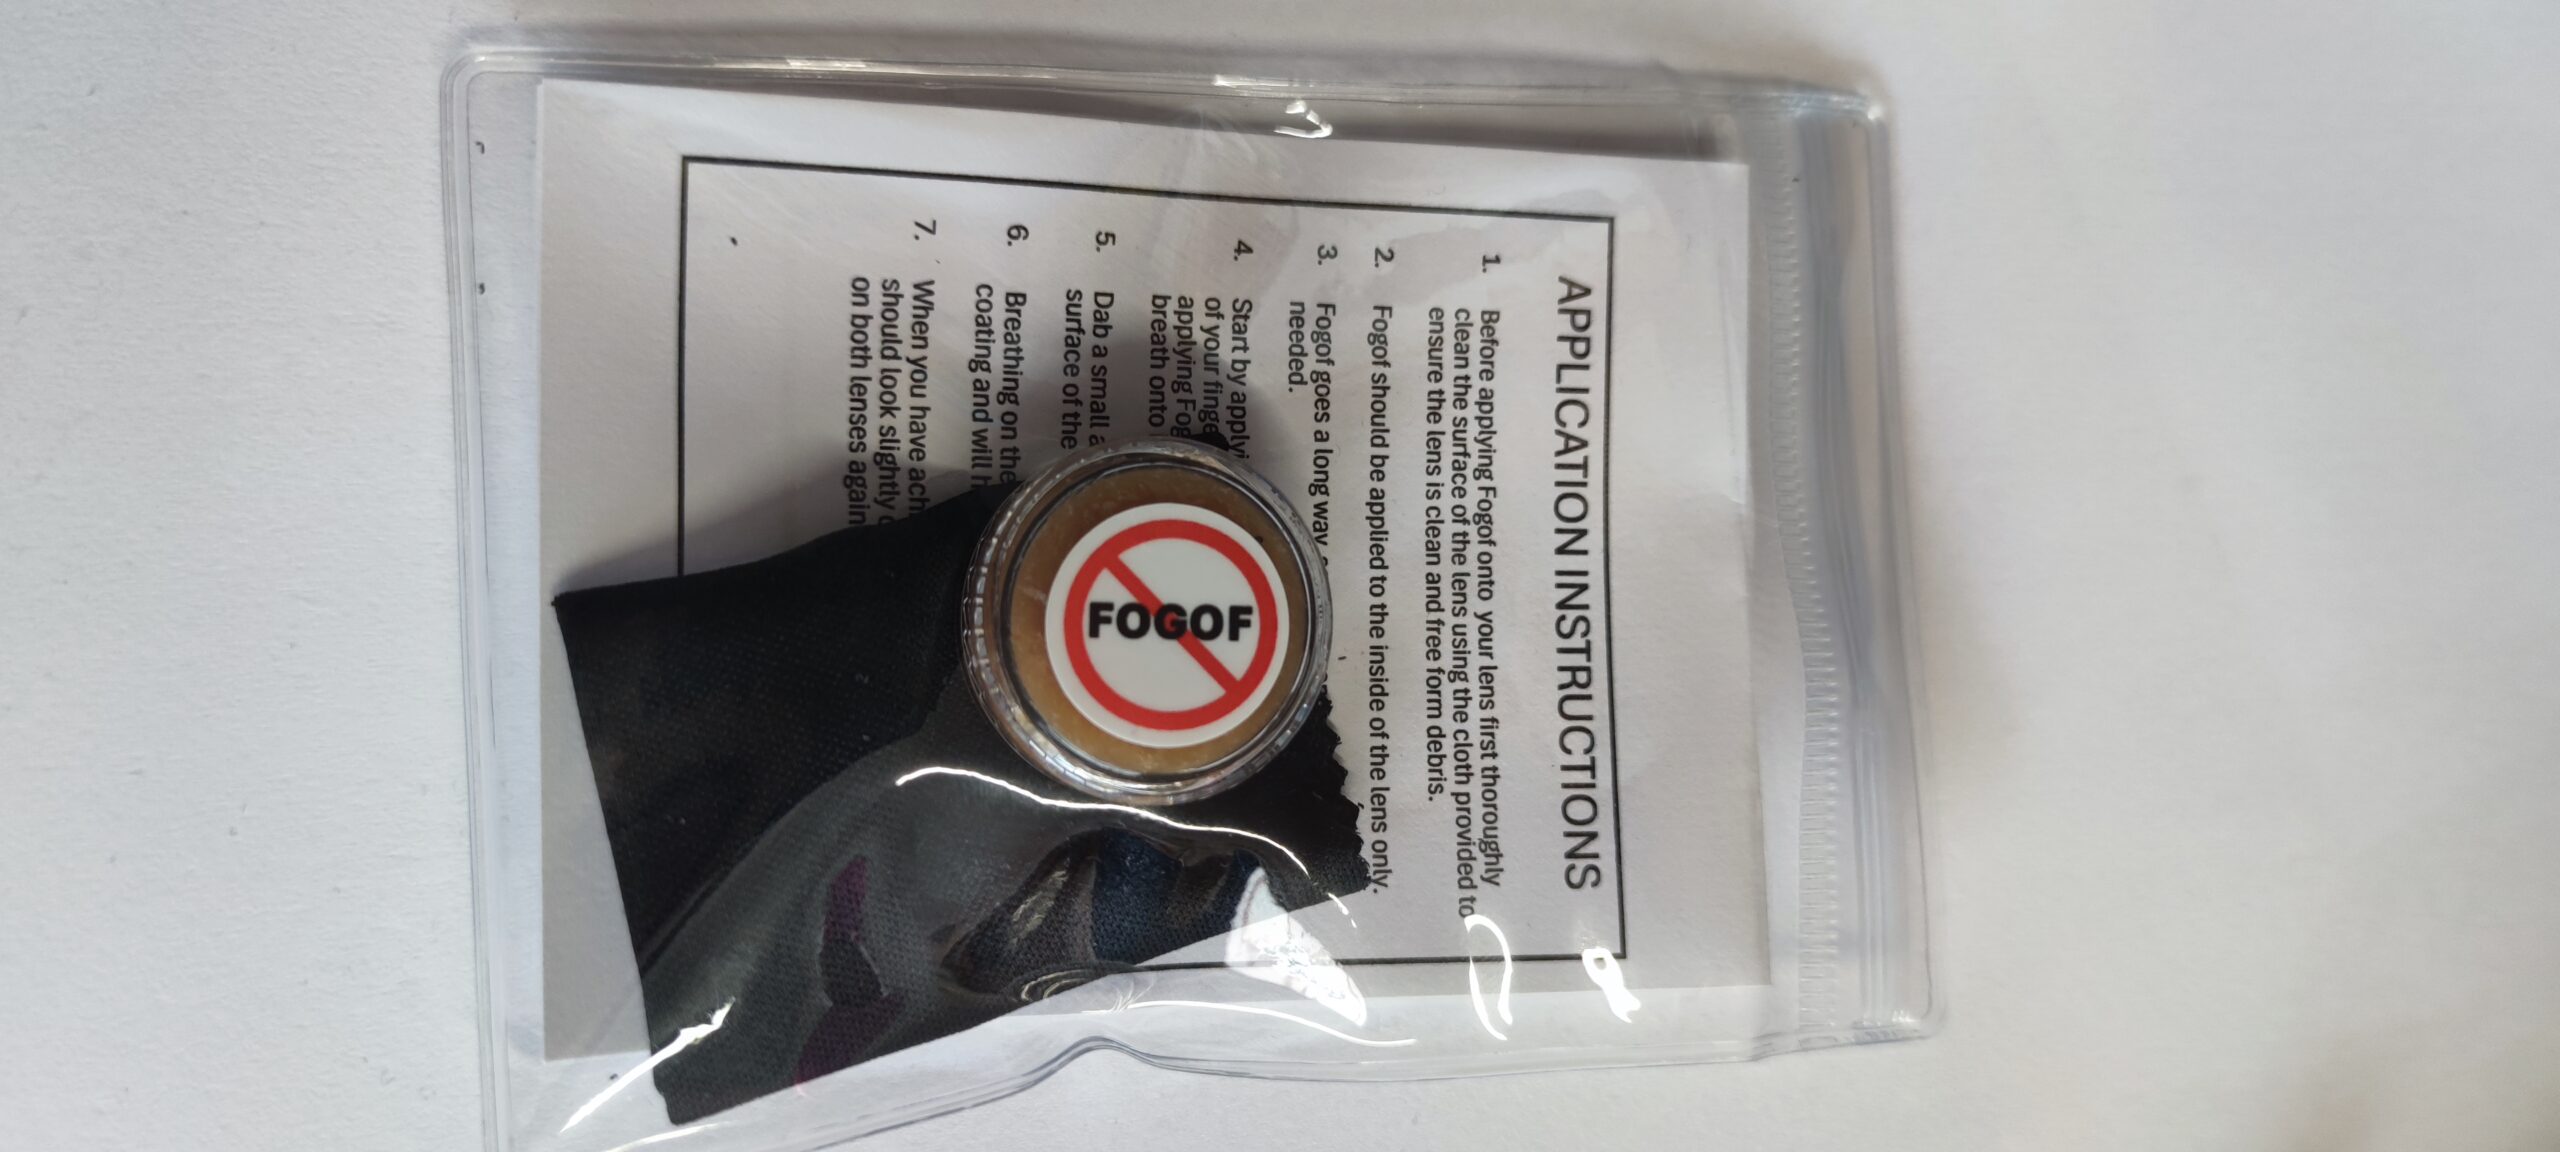 APPLICATION INSTRUCTIONS
1. Before applying Fogof onto your lens first thoroughly
clean the surface of the lens using the cloth provided to
ensure the lens is clean and free form debris.
2. Fogof should be applied to the inside of the lens only.
3. Fogof goes a long way
needed.
4. Start by
of your
applying
breath onto
5. Dab a small
surface of the
6. Breathing on the
coating and will
7. When you have
should look slightly
on both lenses again
FOGOF